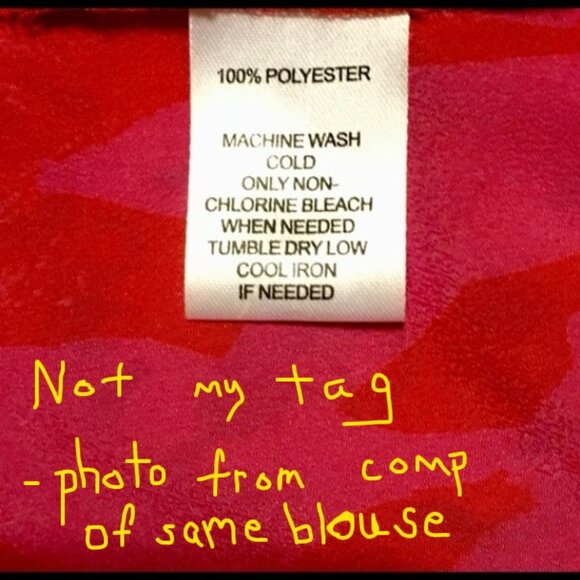 100% POLYESTER
MACHINE WASH
COLD
ONLY NON-
CHLORINE BLEACH
WHEN NEEDED
TUMBLE DRY LOW
COOL IRON
IF NEEDED
Not my tag
- photo from comp
of same blouse